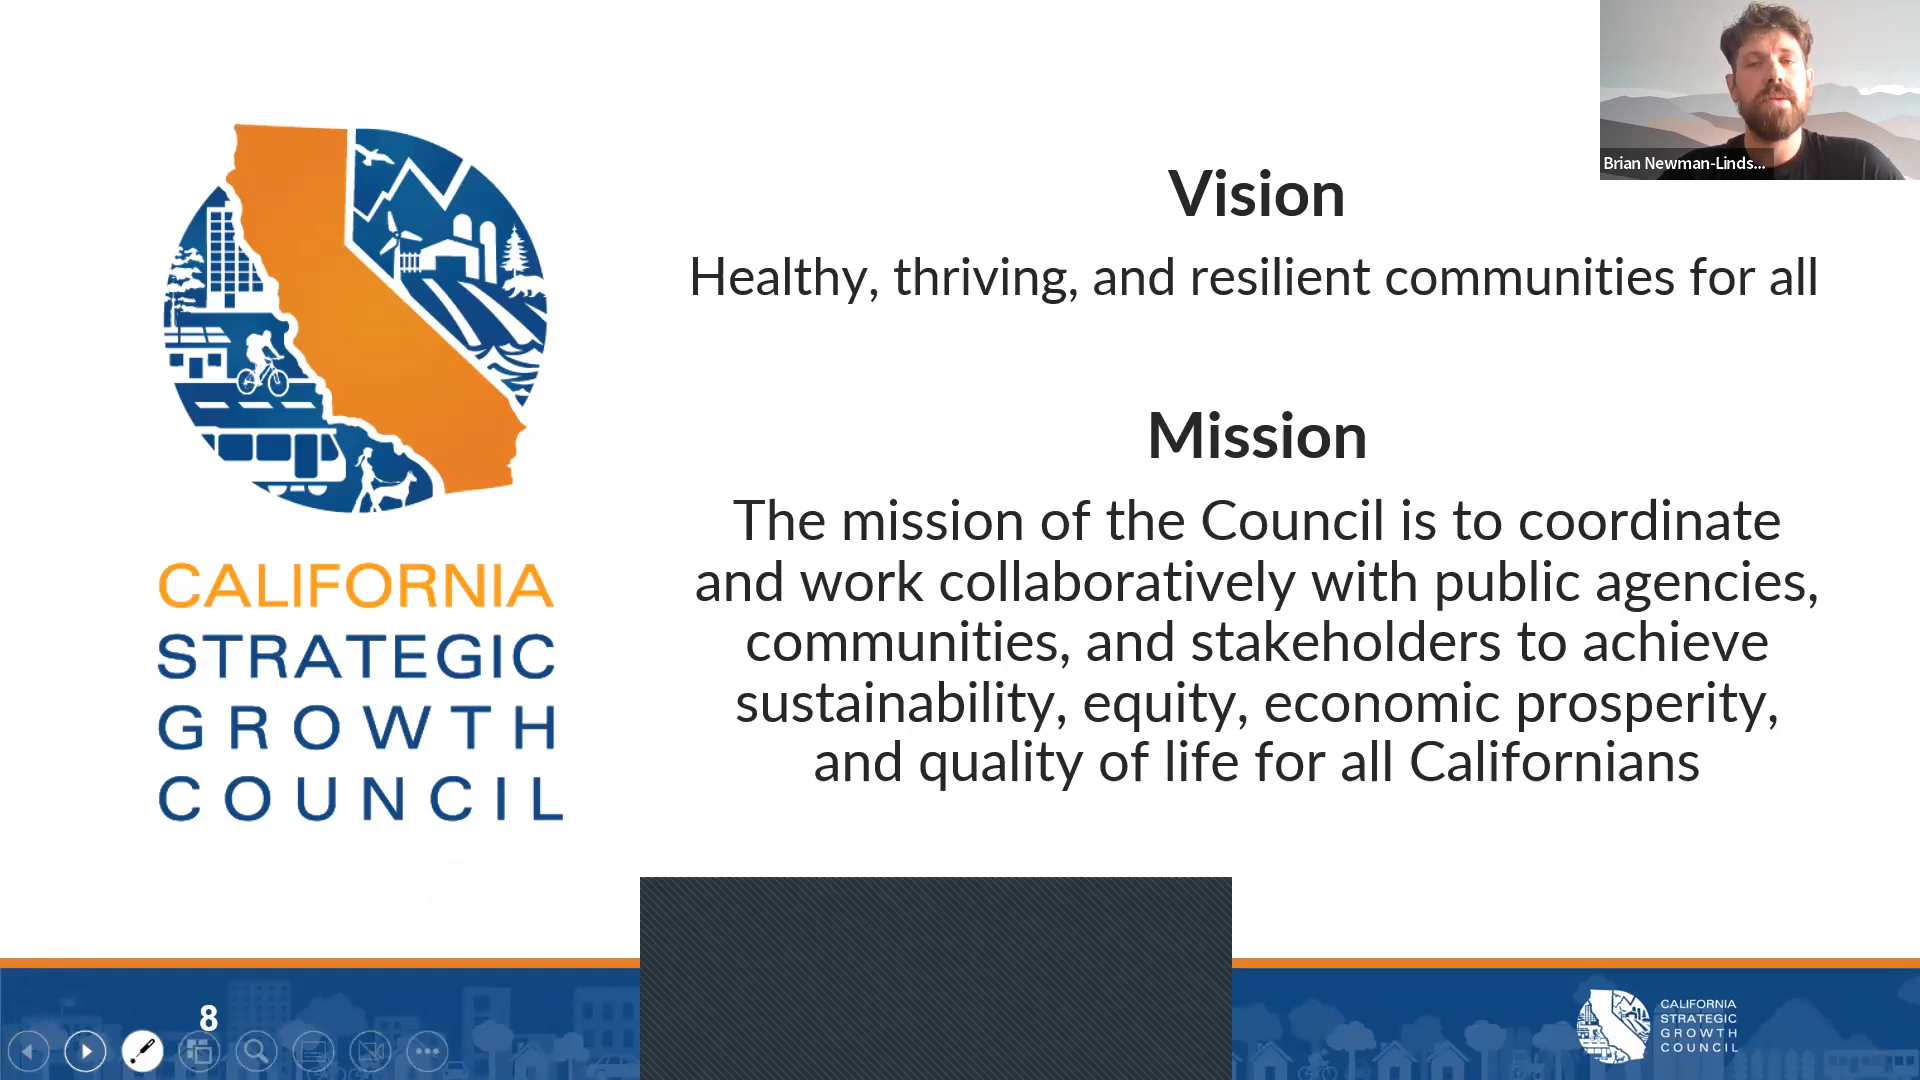 Brian Newman-Linds...
Vision
Healthy, thriving, and resilient communities for all
Mission
The mission of the Council is to coordinate
and work collaboratively with public agencies,
communities, and stakeholders to achieve
sustainability, equity, economic prosperity,
and quality of life for all Californians
CALIFORNIA
STRATEGIC
GROWTH
COUNCIL
8
CALIFORNIA
STRATEGIC
GROWTH
COUNCIL